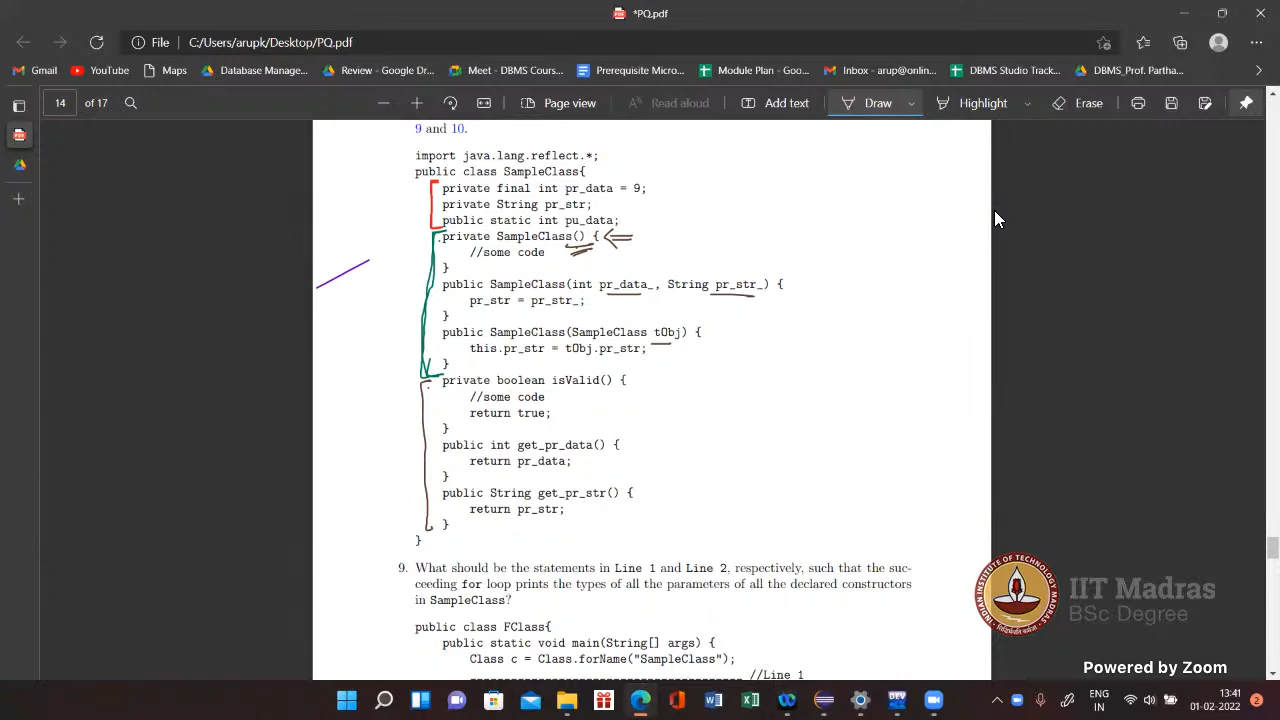 *PQ.pdf
File C:/Users/arupk/Desktop/PQ.pdf
Gmail YouTube Maps Database Manage... Review - Google Dr... Meet - DBMS Cours... Prerequisite Micro... Module Plan - Goo... Inbox - arup@onlin... DBMS Studio Track... DBMS_Prof. Partha...
14 of 17 Page view Read aloud Add text Draw Highlight Erase
9 and 10.
import java.lang.reflect.*;
public class SampleClass{
private final int pr_data = 9;
private String pr_str;
public static int pu_data;
private SampleClass() {
//some code
}
public SampleClass(int pr_data_, String pr_str_) {
pr_str = pr_str_;
}
public SampleClass(SampleClass tObj) {
this.pr_str = tObj.pr_str;
}
private boolean isValid() {
//some code
return true;
}
public int get_pr_data() {
return pr_data;
}
public String get_pr_str() {
return pr_str;
}
}
9. What should be the statements in Line 1 and Line 2, respectively, such that the suc-
ceeding for loop prints the types of all the parameters of all the declared constructors
in SampleClass?
public class FClass{
public static void main(String[] args) {
Class c = Class.forName("SampleClass");
//Line 1
IIT Madras
BSc Degree
Powered by Zoom
ENG
IN
13:41
01-02-2022
2